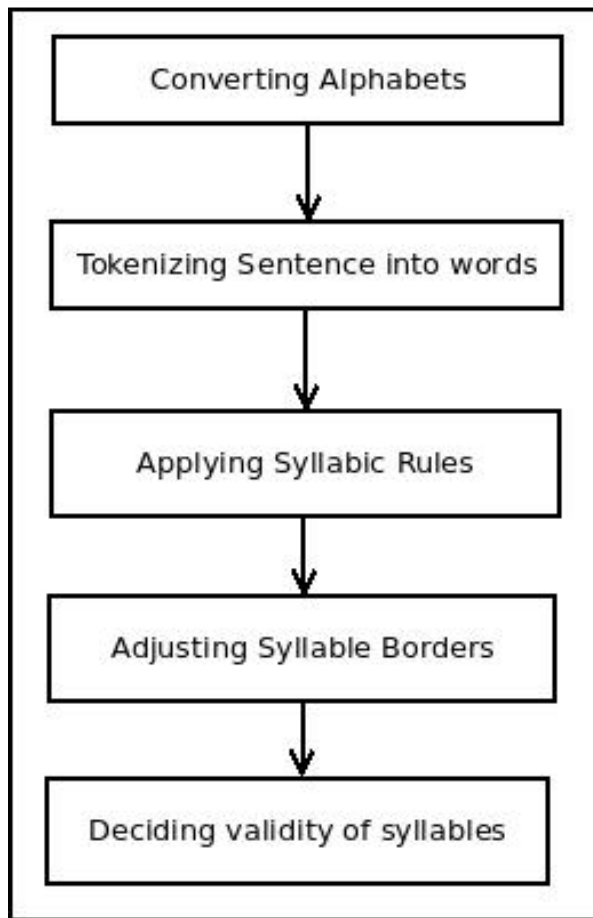 Converting Alphabets
Tokenizing Sentence into words
Applying Syllabic Rules
Adjusting Syllable Borders
Deciding validity of syllables